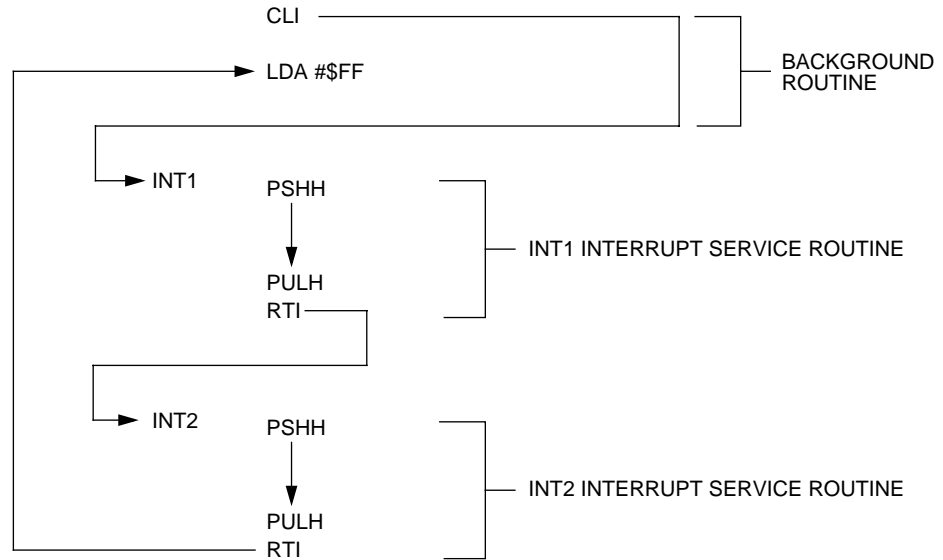 CLI
LDA #$FF
BACKGROUND
ROUTINE
INT1
PSHH
INT1 INTERRUPT SERVICE ROUTINE
PULH
RTI
INT2
PSHH
INT2 INTERRUPT SERVICE ROUTINE
PULH
RTI